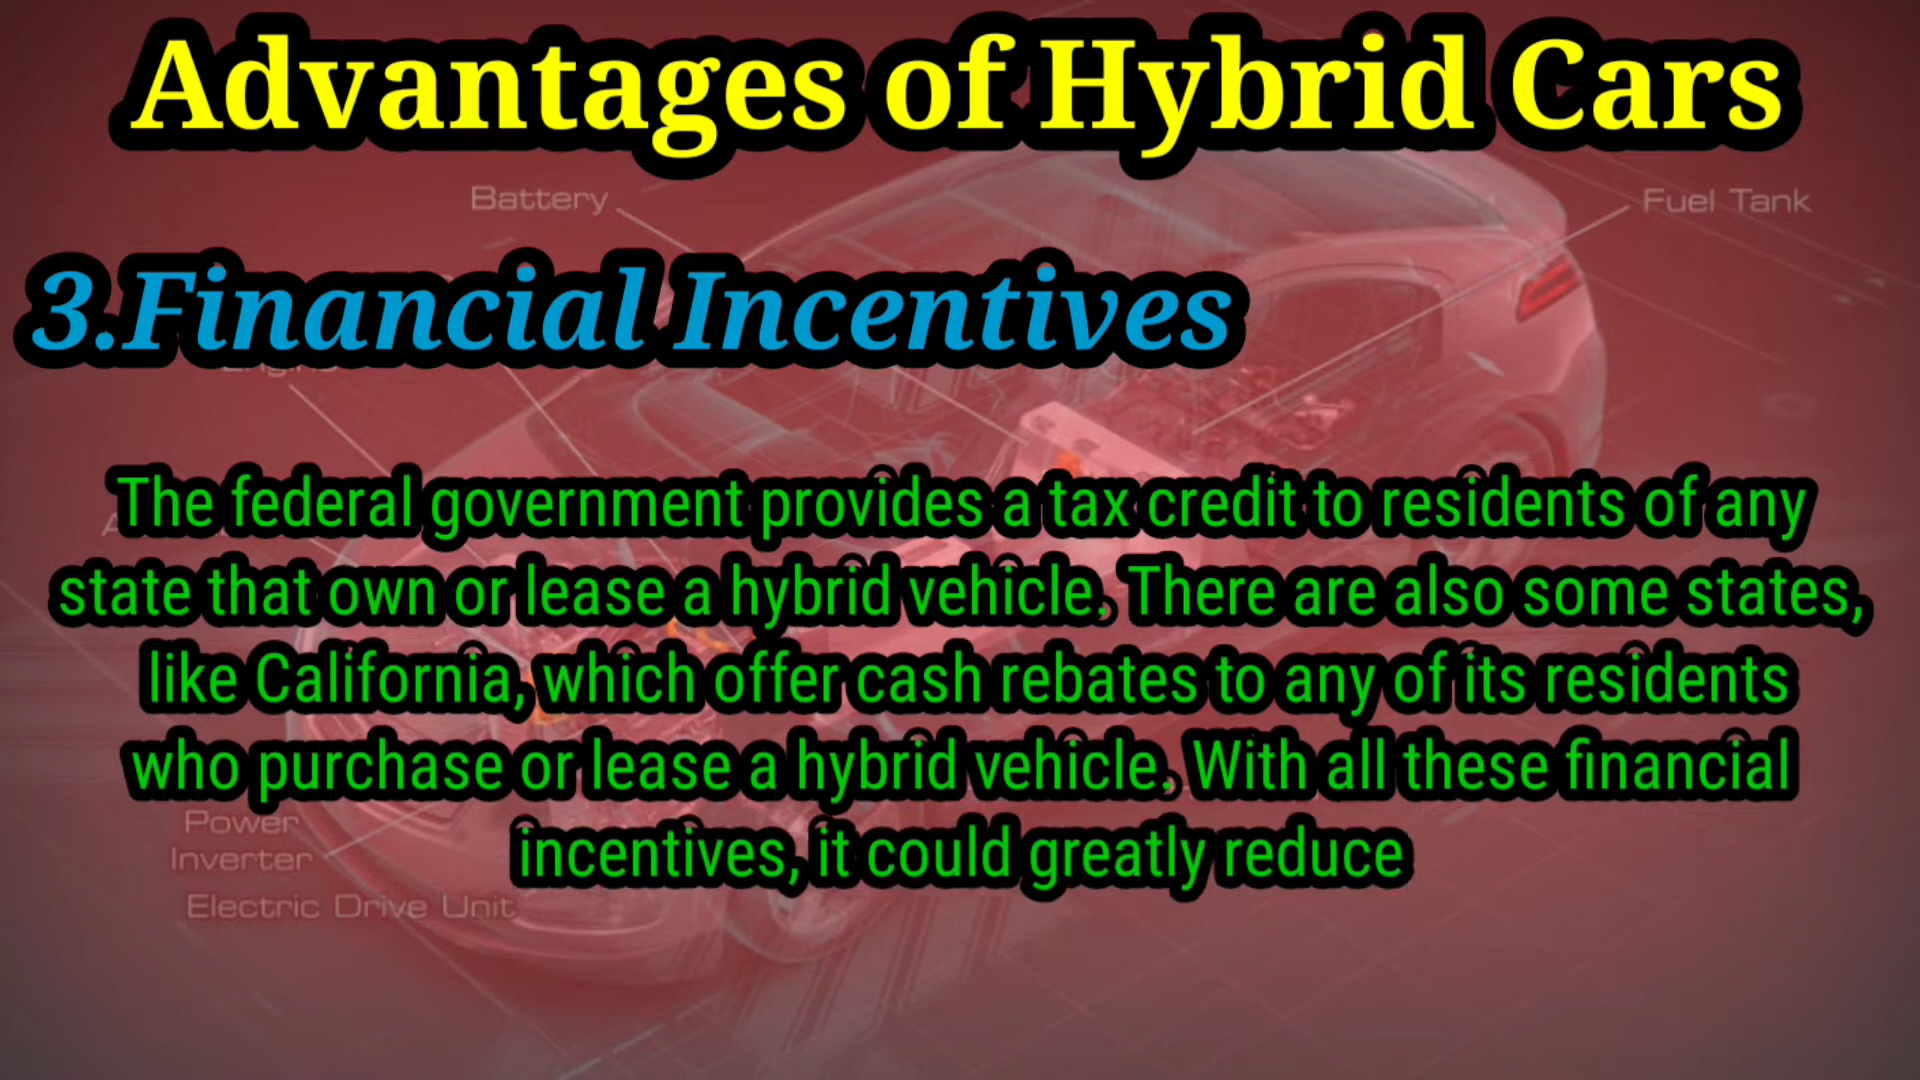 Advantages of Hybrid Cars
Battery
Fuel Tank
3.Financial Incentives
The federal government provides a tax credit to residents of any
state that own or lease a hybrid vehicle. There are also some states,
like California, which offer cash rebates to any of its residents
who purchase or lease a hybrid vehicle. With all these financial
incentives, it could greatly reduce
Power
Inverter
Electric Drive Unit